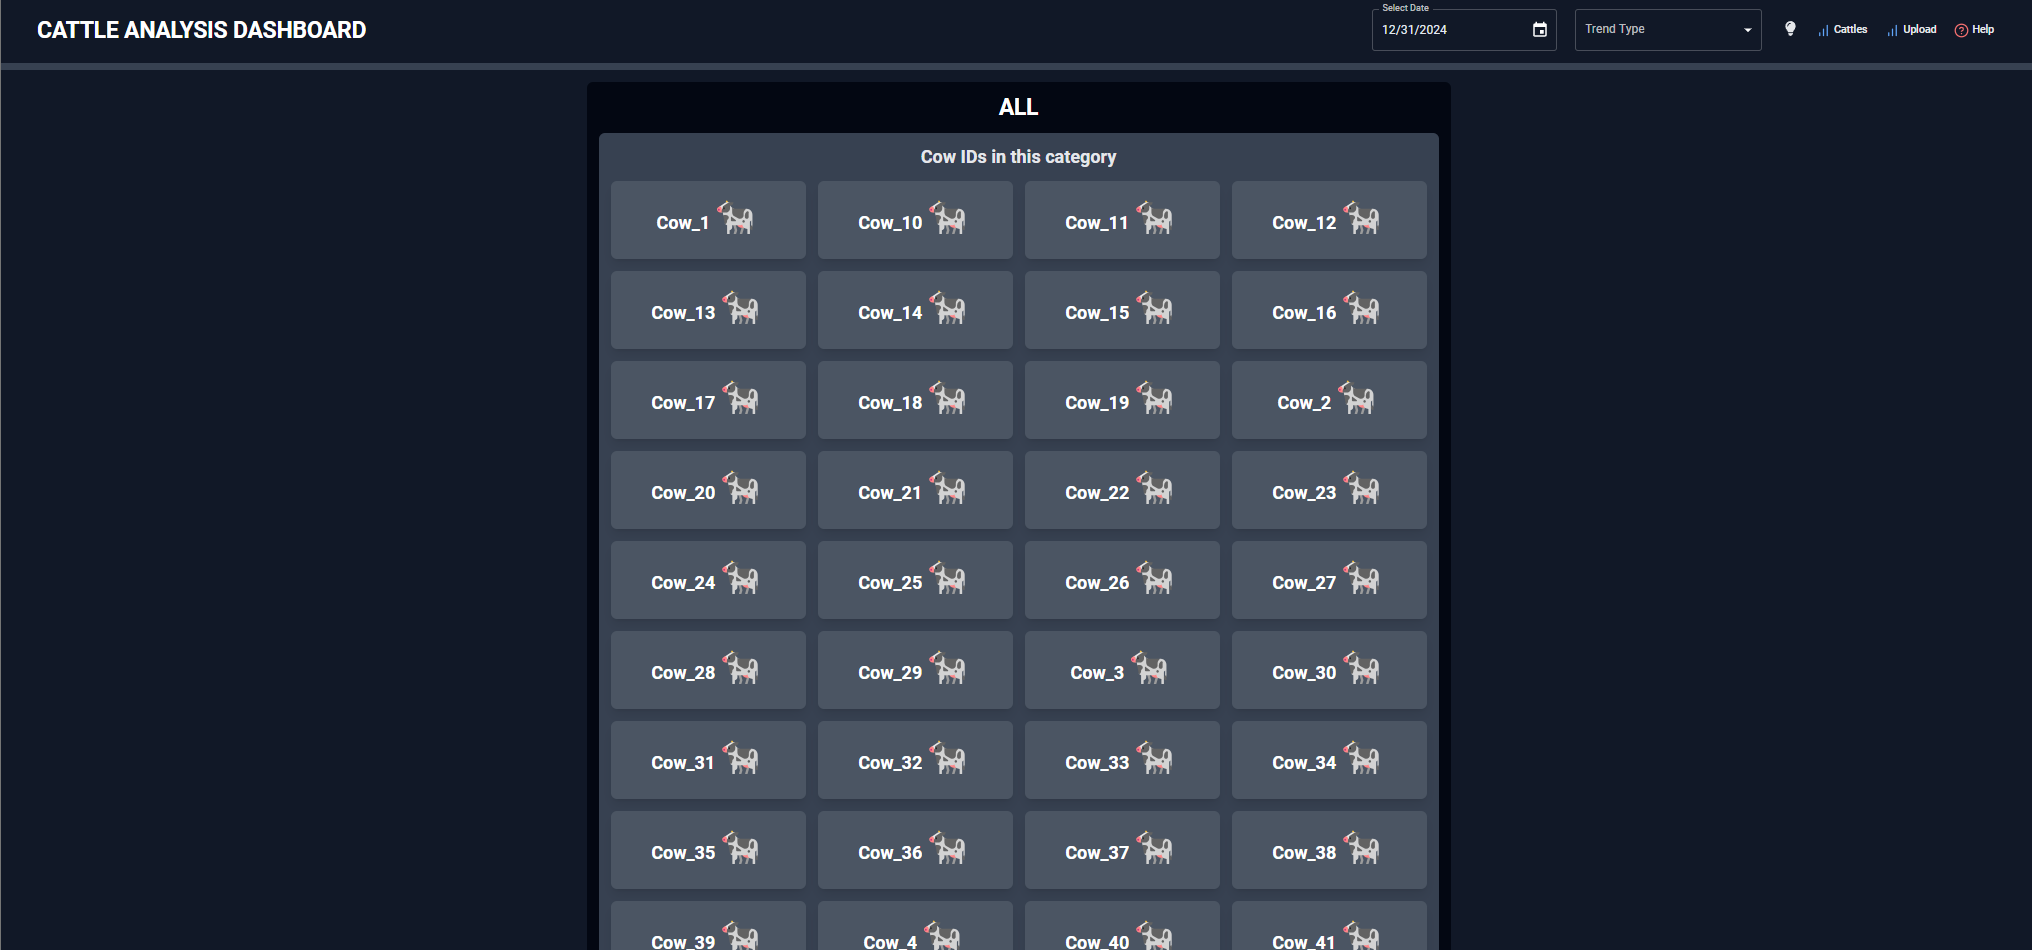 CATTLE ANALYSIS DASHBOARD
Select Date
12/31/2024
Trend Type
Cattles
Upload
Help
ALL
Cow IDs in this category
Cow_1 Cow_10 Cow_11 Cow_12
Cow_13 Cow_14 Cow_15 Cow_16
Cow_17 Cow_18 Cow_19 Cow_2
Cow_20 Cow_21 Cow_22 Cow_23
Cow_24 Cow_25 Cow_26 Cow_27
Cow_28 Cow_29 Cow_3 Cow_30
Cow_31 Cow_32 Cow_33 Cow_34
Cow_35 Cow_36 Cow_37 Cow_38
Cow_39 Cow_4 Cow_40 Cow_41